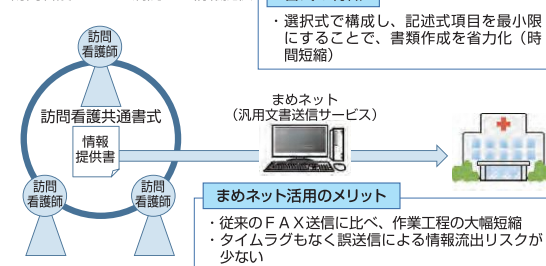 ・選択式で構成し、記述式項目を最小限
にすることで、書類作成を省力化（時
間短縮）
訪問
看護師
訪問看護共通書式
情報
提供書
訪問
看護師
訪問
看護師
まめネット
（汎用文書送信サービス）
まめネット活用のメリット
・従来のＦＡＸ送信に比べ、作業工程の大幅短縮
・タイムラグもなく誤送信による情報流出リスクが
少ない